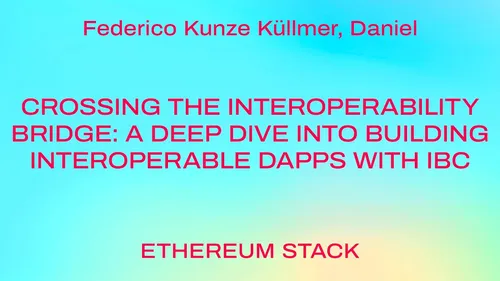 Federico Kunze Küllmer, Daniel
CROSSING THE INTEROPERABILITY
BRIDGE: A DEEP DIVE INTO BUILDING
INTEROPERABLE DAPPS WITH IBC
ETHEREUM STACK